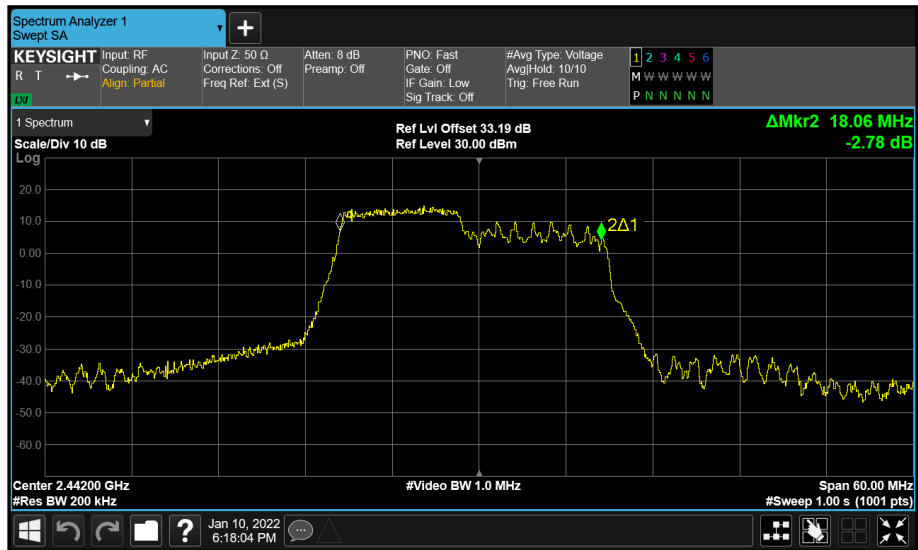 Spectrum Analyzer 1
Swept SA
KEYSIGHT
R T
LXI
Input: RF
Coupling: AC
Align: Partial
Input Z: 50 Ω
Corrections: Off
Freq Ref: Ext (S)
Atten: 8 dB
Preamp: Off
PNO: Fast
Gate: Off
IF Gain: Low
Sig Track: Off
#Avg Type: Voltage
Avg|Hold: 10/10
Trig: Free Run
1 2 3 4 5 6
M W W W W W
P N N N N N
1 Spectrum
Scale/Div 10 dB
Ref Lvl Offset 33.19 dB
Ref Level 30.00 dBm
ΔMkr2 18.06 MHz
-2.78 dB
Log
20.0
10.0
0.00
-10.0
-20.0
-30.0
-40.0
-50.0
-60.0
2Δ1
Center 2.44200 GHz
#Res BW 200 kHz
#Video BW 1.0 MHz
Span 60.00 MHz
#Sweep 1.00 s (1001 pts)
?
Jan 10, 2022
6:18:04 PM